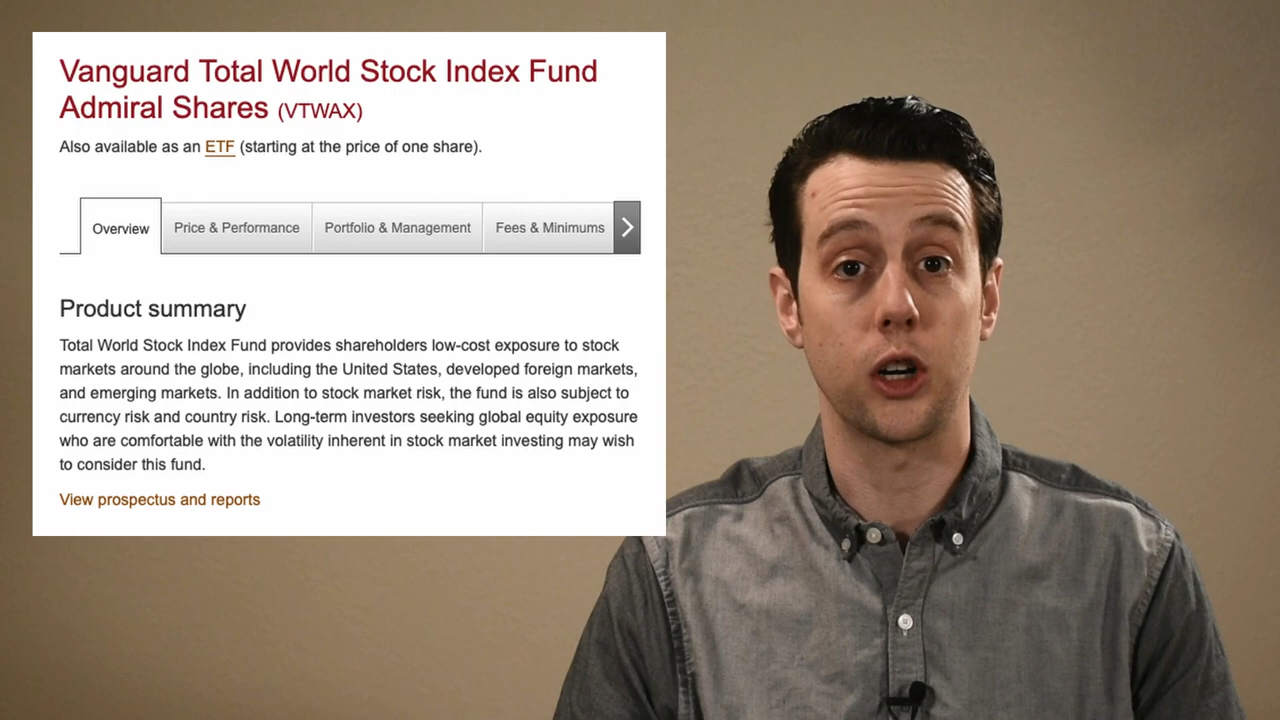 Vanguard Total World Stock Index Fund
Admiral Shares (VTWAX)
Also available as an ETF (starting at the price of one share).
Overview
Price & Performance
Portfolio & Management
Fees & Minimums
Product summary
Total World Stock Index Fund provides shareholders low-cost exposure to stock
markets around the globe, including the United States, developed foreign markets,
and emerging markets. In addition to stock market risk, the fund is also subject to
currency risk and country risk. Long-term investors seeking global equity exposure
who are comfortable with the volatility inherent in stock market investing may wish
to consider this fund.
View prospectus and reports